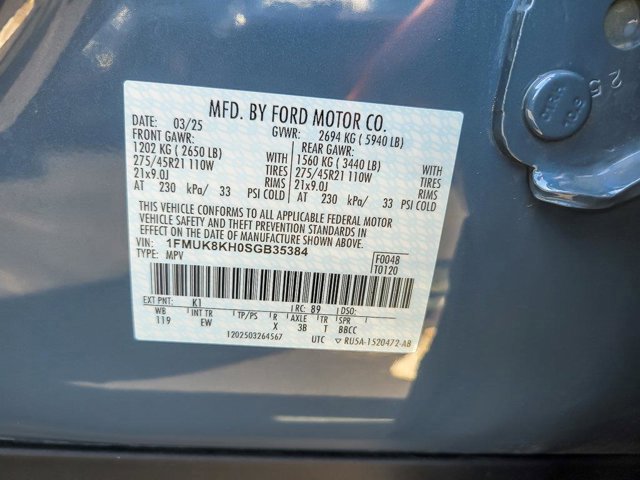 MFD. BY FORD MOTOR CO.
DATE: 03/25 GVWR: 2694 KG ( 5940 LB)
FRONT GAWR: REAR GAWR:
1202 KG ( 2650 LB) WITH 1560 KG ( 3440 LB) WITH
275/45R21 110W TIRES 275/45R21 110W TIRES
21x9.0J RIMS 21x9.0J RIMS
AT 230 kPa/ 33 PSI COLD AT 230 kPa/ 33 PSI COLD
THIS VEHICLE CONFORMS TO ALL APPLICABLE FEDERAL MOTOR
VEHICLE SAFETY AND THEFT PREVENTION STANDARDS IN
EFFECT ON THE DATE OF MANUFACTURE SHOWN ABOVE.
VIN: 1FMUK8KH0SGB35384 F0048
TYPE: MPV T0120
EXT PNT: K1 RC: 89 DSO:
WB INT TR TP/PS R AXLE TR SPR
119 EW X 3B T BBCC
1202503264567 UTC ▽ RU5A-1520472-AB
25